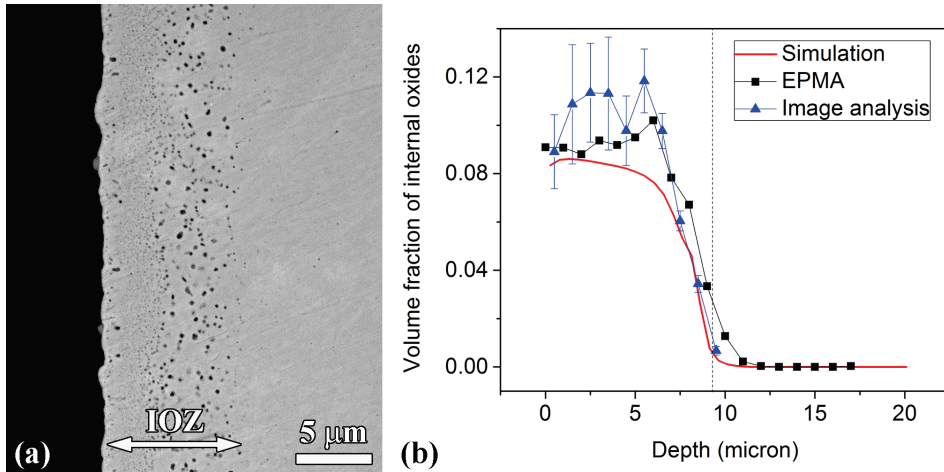 (a)
IOZ
5 μm
(b)
Volume fraction of internal oxides
0.12
0.08
0.04
0.00
Simulation
EPMA
Image analysis
0 5 10 15 20
Depth (micron)